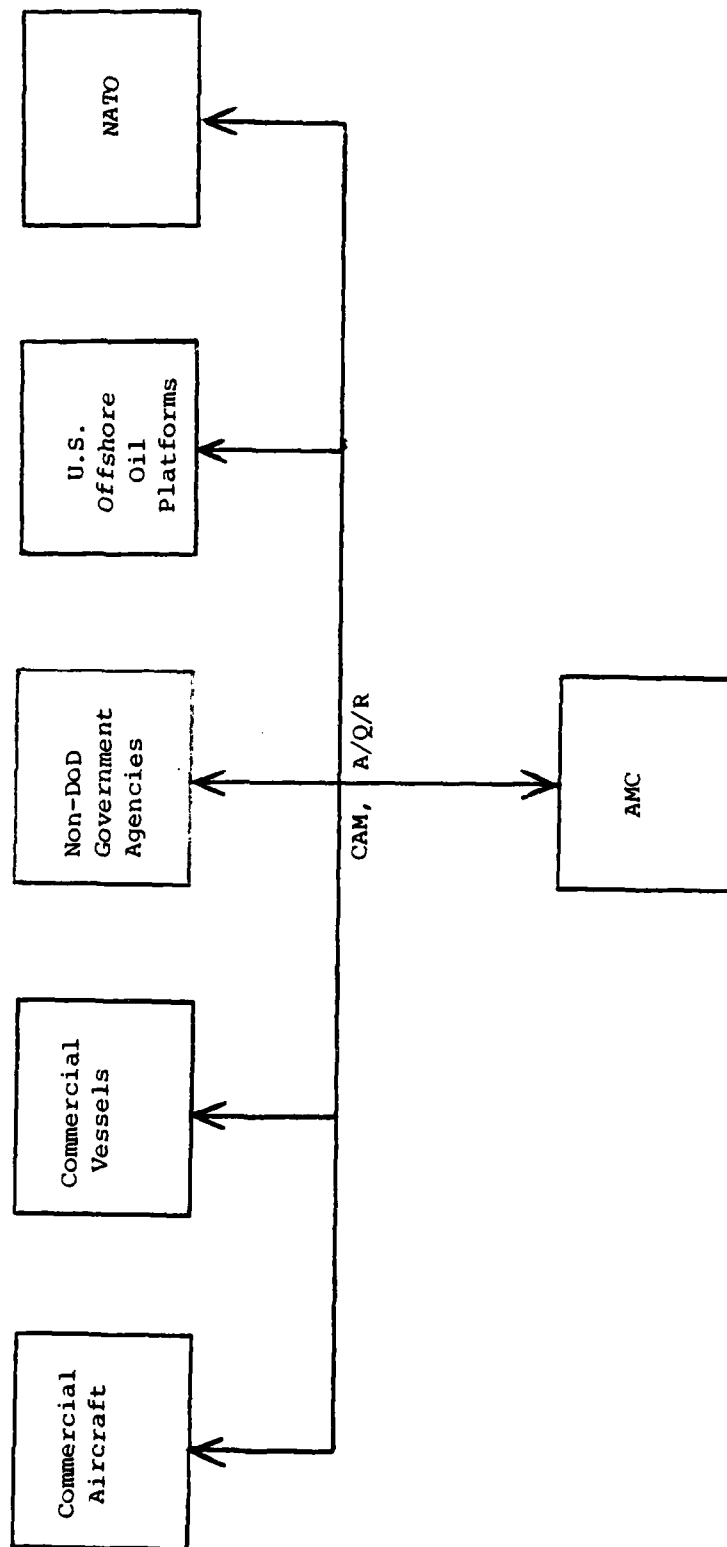 Commercial
Aircraft
Commercial
Vessels
Non-DoD
Government
Agencies
U.S.
Offshore
Oil
Platforms
NATO
CAM, A/Q/R
AMC